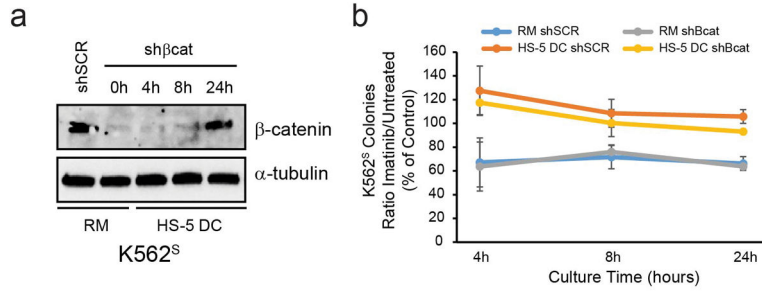 a
shSCR
shβcat
0h 4h 8h 24h
β-catenin
α-tubulin
RM HS-5 DC
K562ˢ
b
RM shSCR RM shBcat
HS-5 DC shSCR HS-5 DC shBcat
K562ˢ Colonies
Ratio Imatinib/Untreated
(% of Control)
160
140
120
100
80
60
40
20
0
4h 8h 24h
Culture Time (hours)